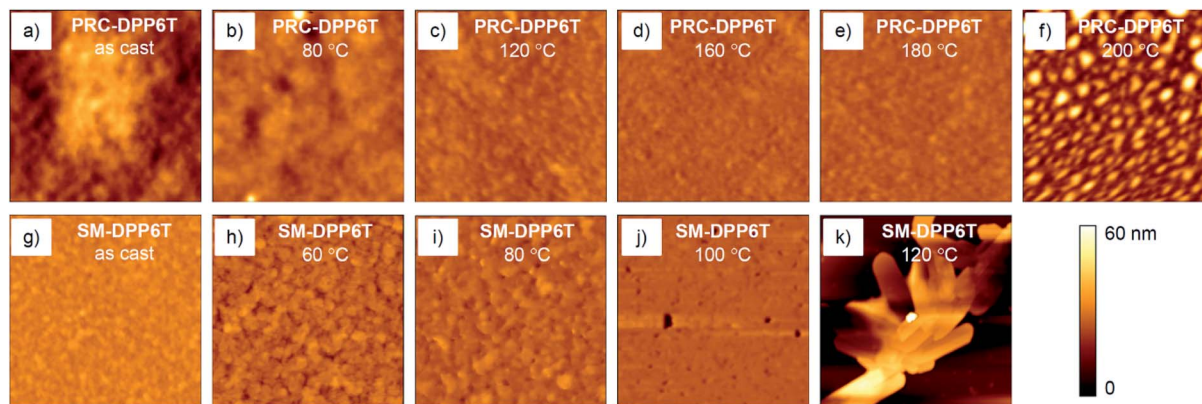 a) PRC-DPP6T
as cast
b) PRC-DPP6T
80 °C
c) PRC-DPP6T
120 °C
d) PRC-DPP6T
160 °C
e) PRC-DPP6T
180 °C
f) PRC-DPP6T
200 °C
g) SM-DPP6T
as cast
h) SM-DPP6T
60 °C
i) SM-DPP6T
80 °C
j) SM-DPP6T
100 °C
k) SM-DPP6T
120 °C
60 nm
0